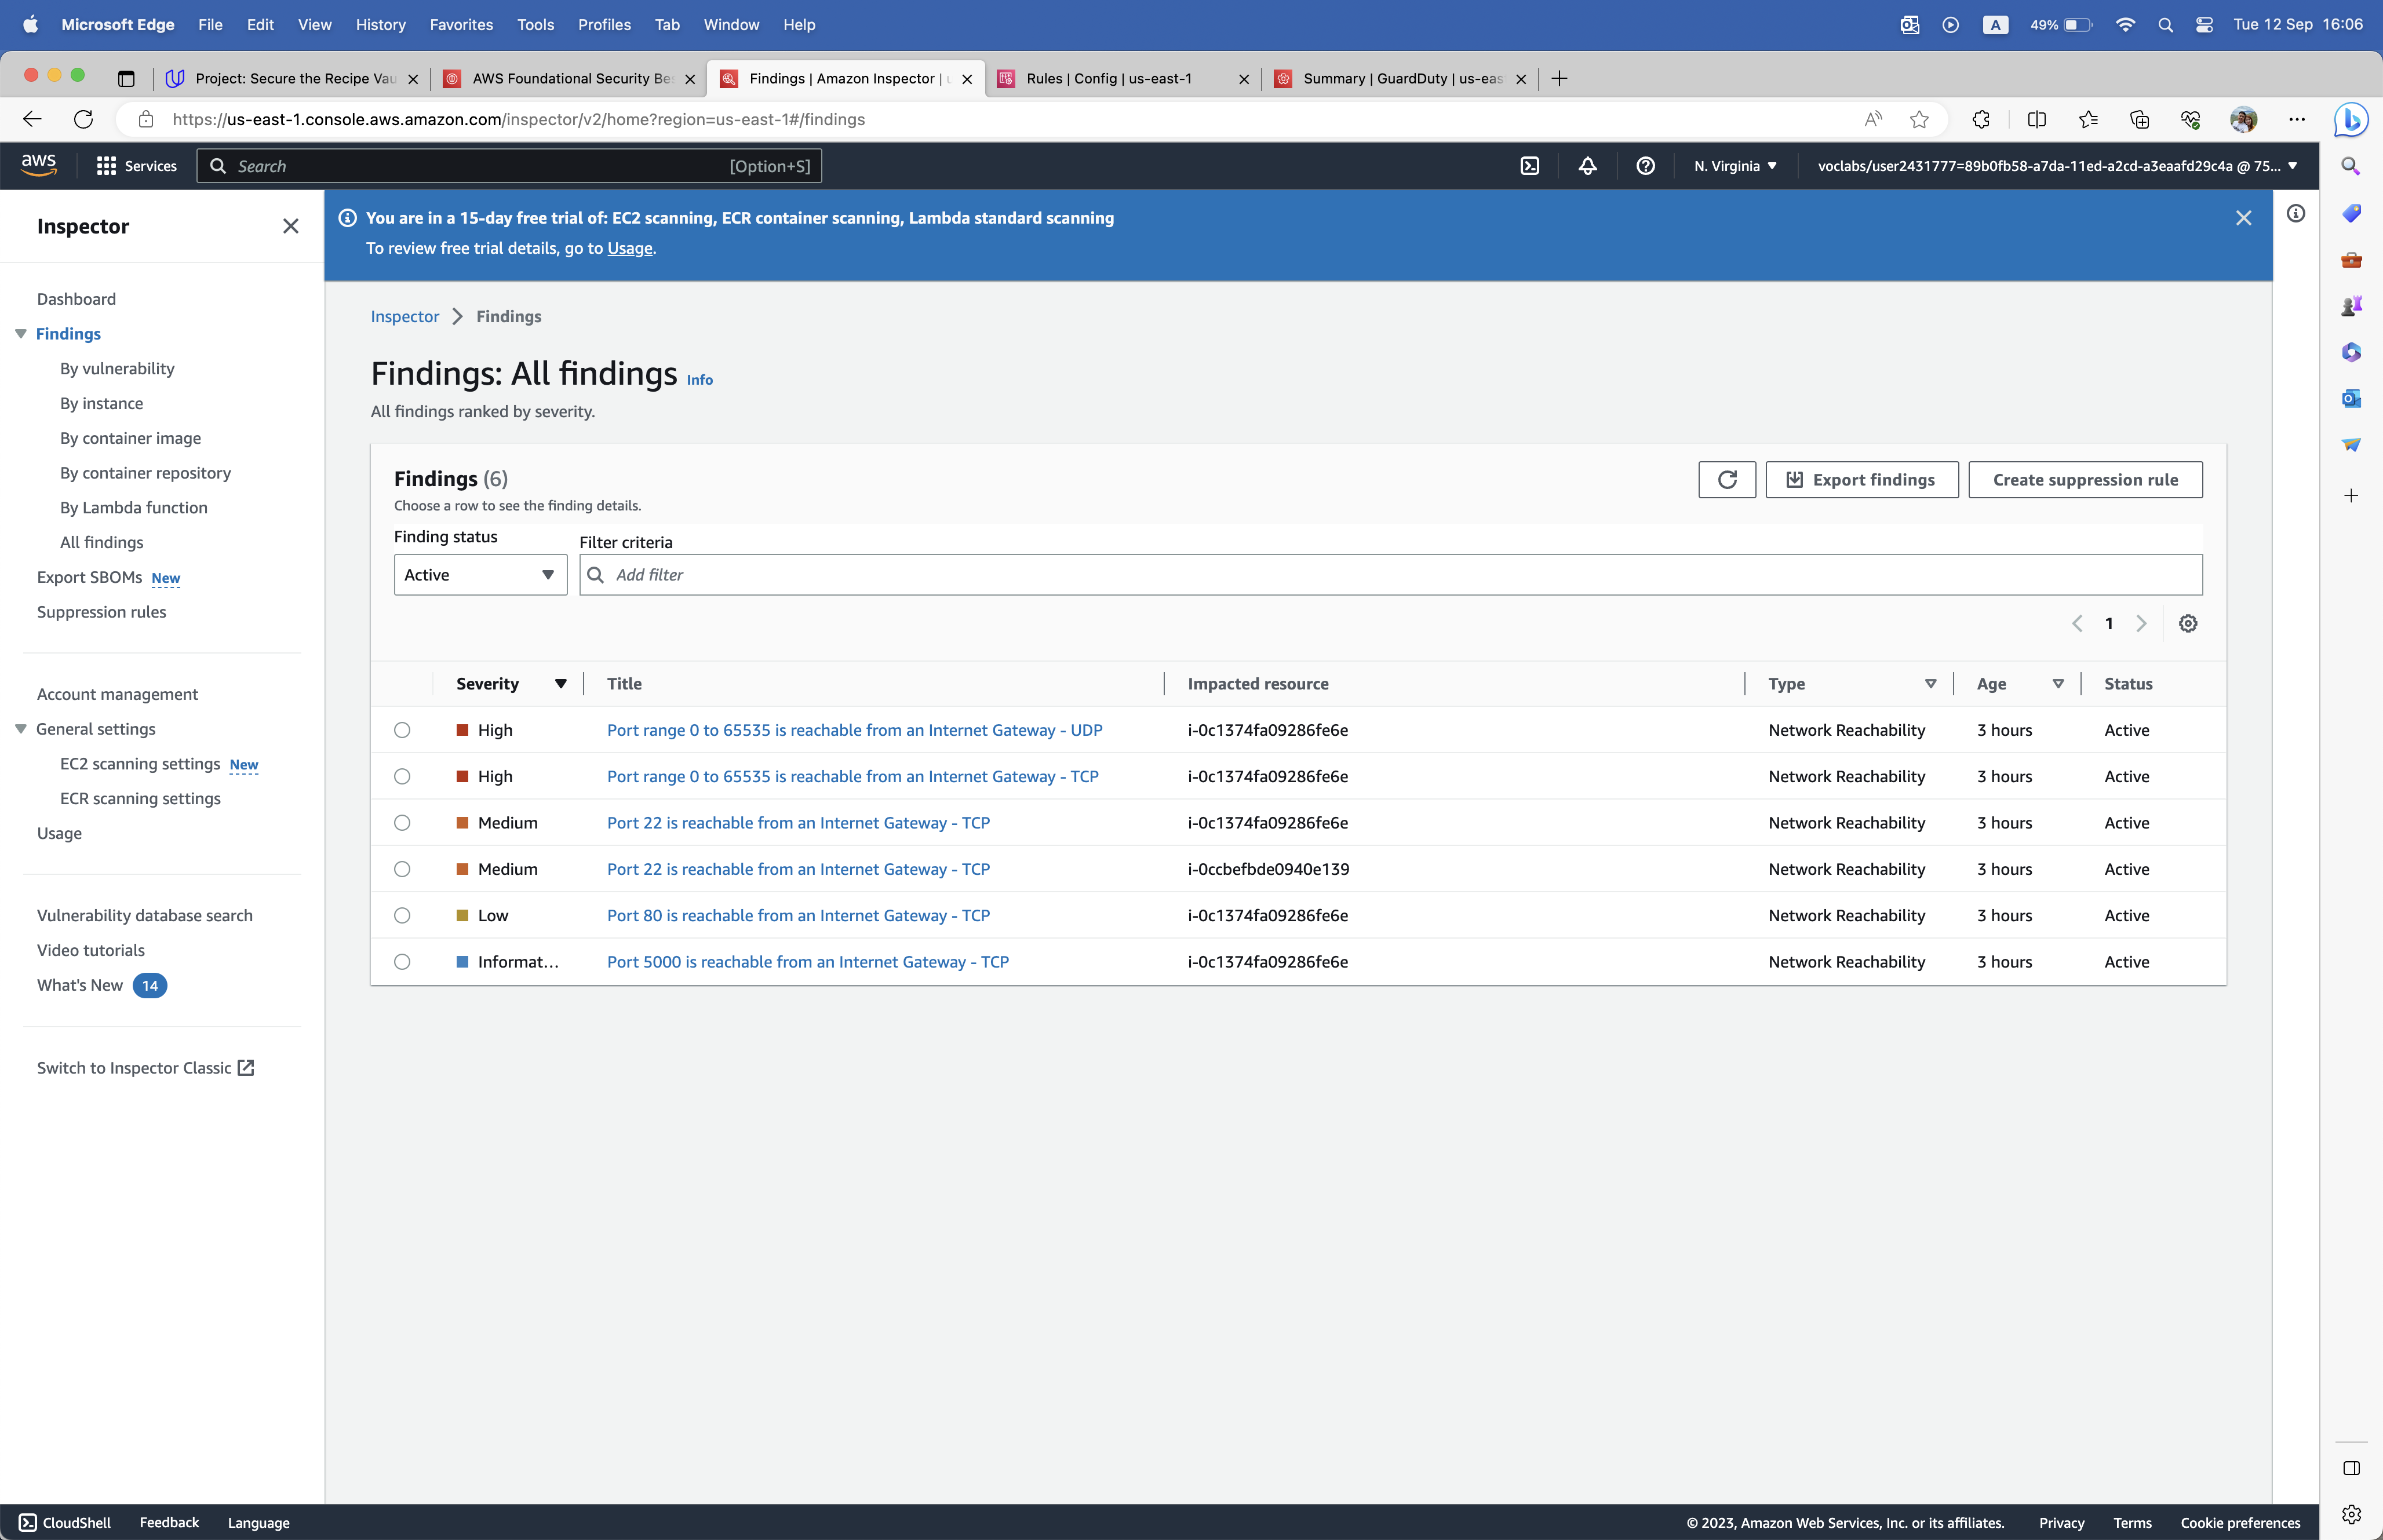 Microsoft Edge File Edit View History Favorites Tools Profiles Tab Window Help A 49% Tue 12 Sep 16:06
Project: Secure the Recipe Vau AWS Foundational Security Be Findings | Amazon Inspector | Rules | Config | us-east-1 Summary | GuardDuty | us-eas
https://us-east-1.console.aws.amazon.com/inspector/v2/home?region=us-east-1#/findings
aws Services Search [Option+S] N. Virginia voclabs/user2431777=89b0fb58-a7da-11ed-a2cd-a3eaafd29c4a @ 75...
Inspector
Dashboard
Findings
By vulnerability
By instance
By container image
By container repository
By Lambda function
All findings
Export SBOMs New
Suppression rules
Account management
General settings
EC2 scanning settings New
ECR scanning settings
Usage
Vulnerability database search
Video tutorials
What's New 14
Switch to Inspector Classic
You are in a 15-day free trial of: EC2 scanning, ECR container scanning, Lambda standard scanning
To review free trial details, go to Usage.
Inspector Findings
Findings: All findings Info
All findings ranked by severity.
Findings (6)
Choose a row to see the finding details.
Export findings Create suppression rule
Finding status Filter criteria
Active Add filter
1
Severity Title Impacted resource Type Age Status
High Port range 0 to 65535 is reachable from an Internet Gateway - UDP i-0c1374fa09286fe6e Network Reachability 3 hours Active
High Port range 0 to 65535 is reachable from an Internet Gateway - TCP i-0c1374fa09286fe6e Network Reachability 3 hours Active
Medium Port 22 is reachable from an Internet Gateway - TCP i-0c1374fa09286fe6e Network Reachability 3 hours Active
Medium Port 22 is reachable from an Internet Gateway - TCP i-0ccbefbde0940e139 Network Reachability 3 hours Active
Low Port 80 is reachable from an Internet Gateway - TCP i-0c1374fa09286fe6e Network Reachability 3 hours Active
Informat... Port 5000 is reachable from an Internet Gateway - TCP i-0c1374fa09286fe6e Network Reachability 3 hours Active
CloudShell Feedback Language © 2023, Amazon Web Services, Inc. or its affiliates. Privacy Terms Cookie preferences